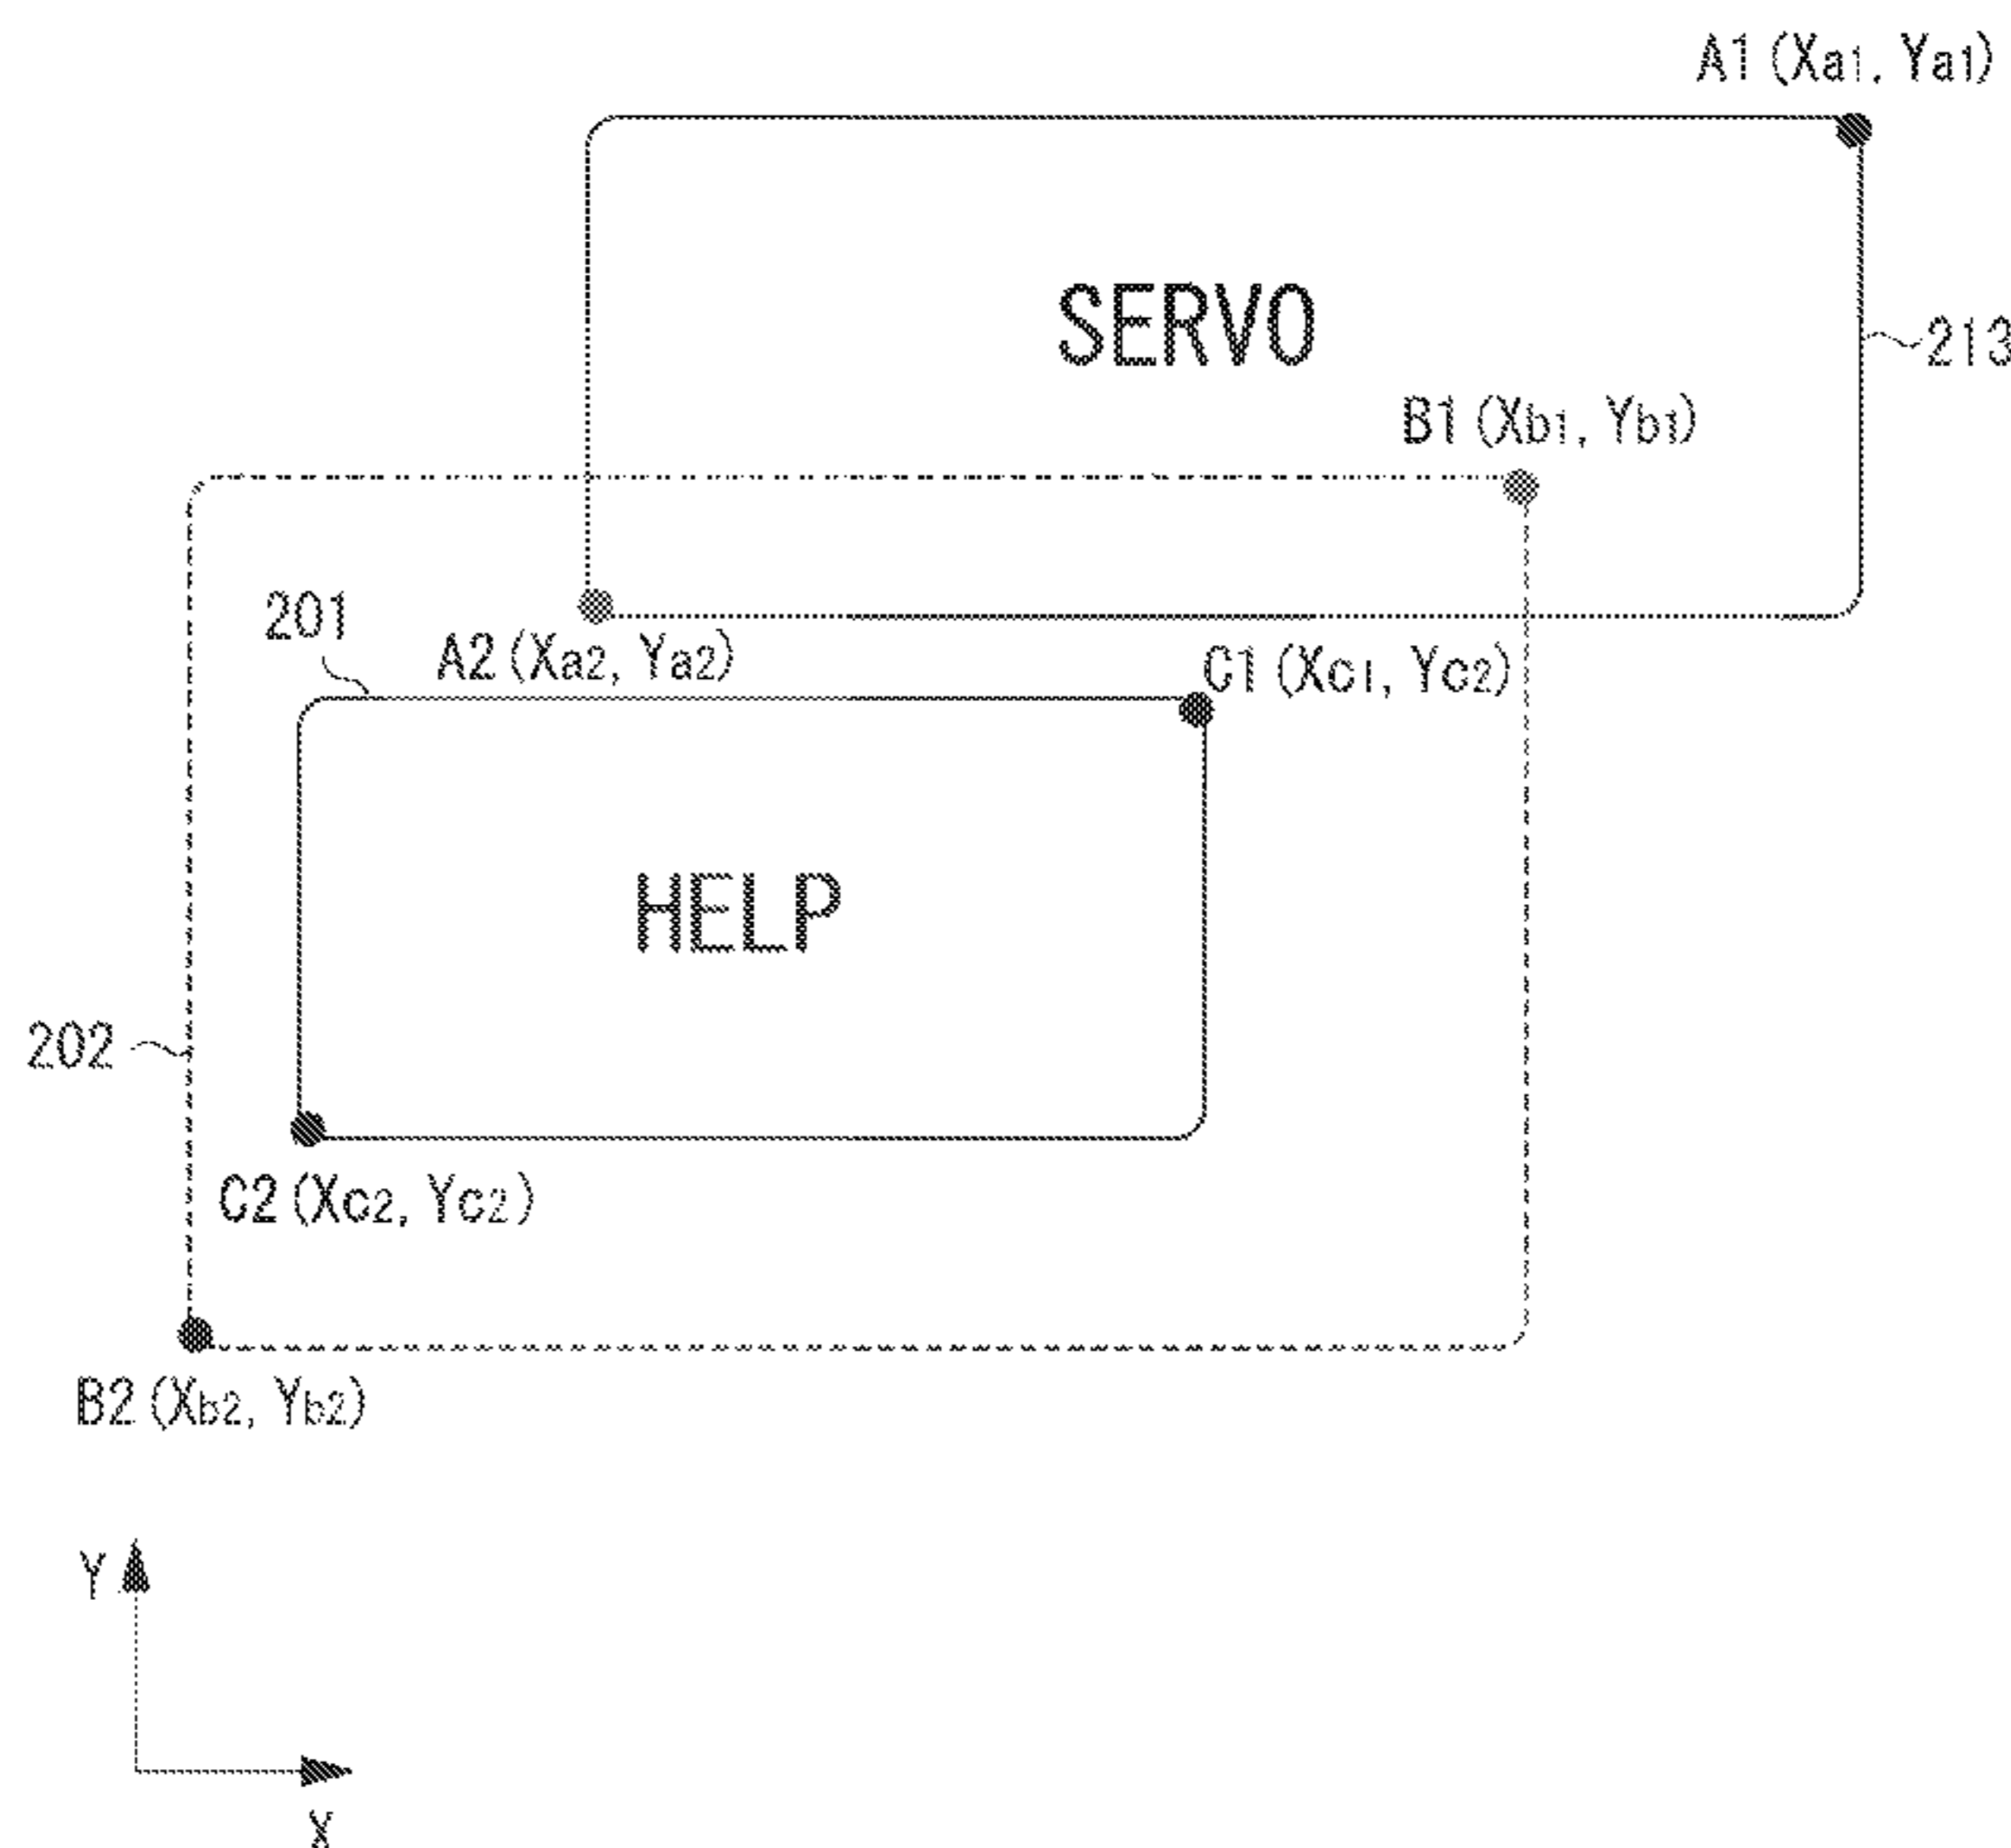 A1 (Xa1, Ya1)
SERVO
213
B1 (Xb1, Yb1)
201
A2 (Xa2, Ya2)
C1 (Xc1, Yc2)
HELP
202
C2 (Xc2, Yc2)
B2 (Xb2, Yb2)
Y
X